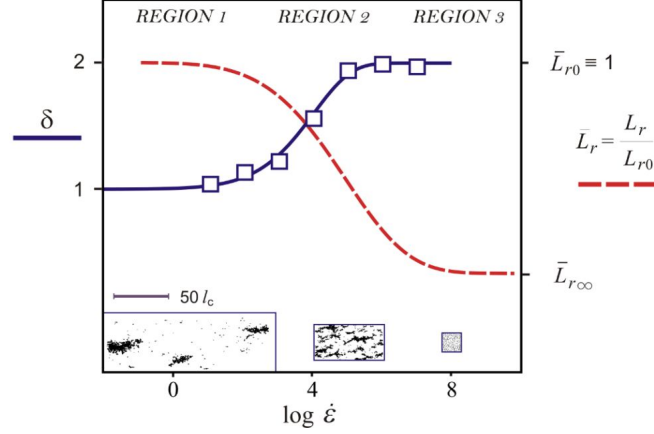 REGION 1 REGION 2 REGION 3
2
L̄r0 ≡ 1
δ
L̄r = Lr / Lr0
1
L̄r∞
50 lc
0 4 8
log ε̇